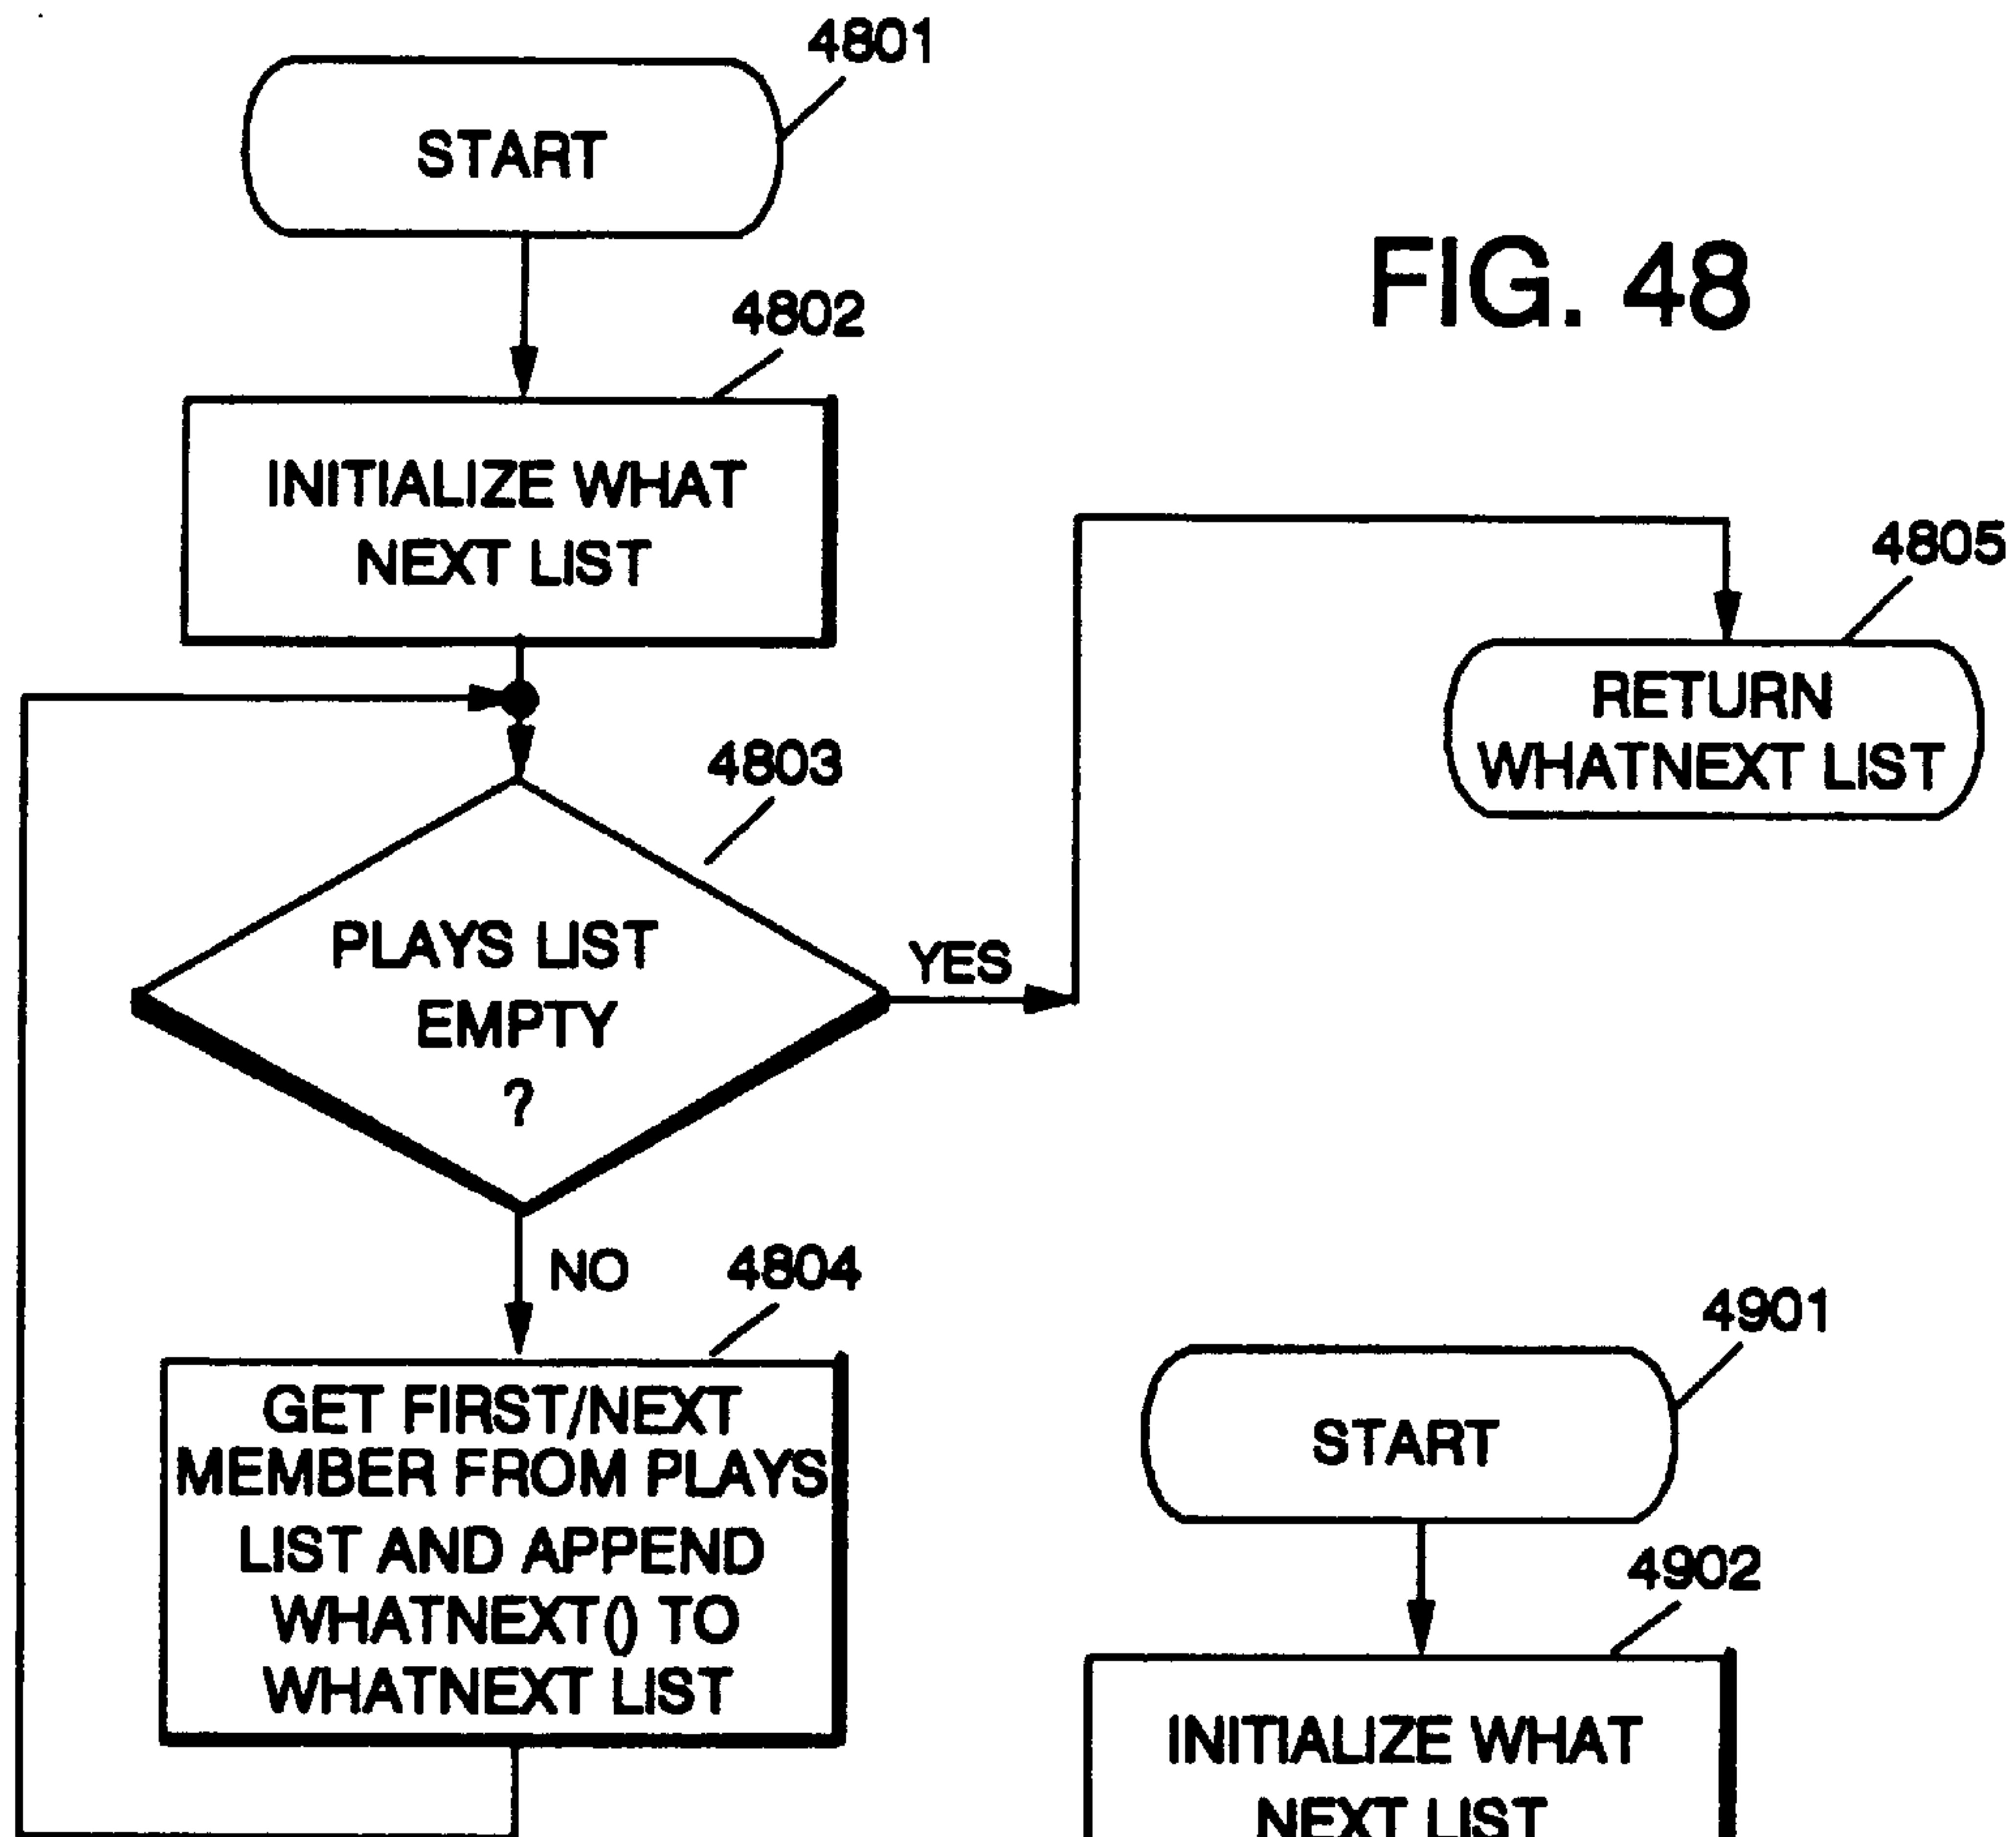 4801
START
FIG. 48
4802
INITIALIZE WHAT
NEXT LIST
4805
RETURN
WHATNEXT LIST
4803
PLAYS LIST
EMPTY
?
YES
NO
4804
GET FIRST/NEXT
MEMBER FROM PLAYS
LIST AND APPEND
WHATNEXT() TO
WHATNEXT LIST
4901
START
4902
INITIALIZE WHAT
NEXT LIST